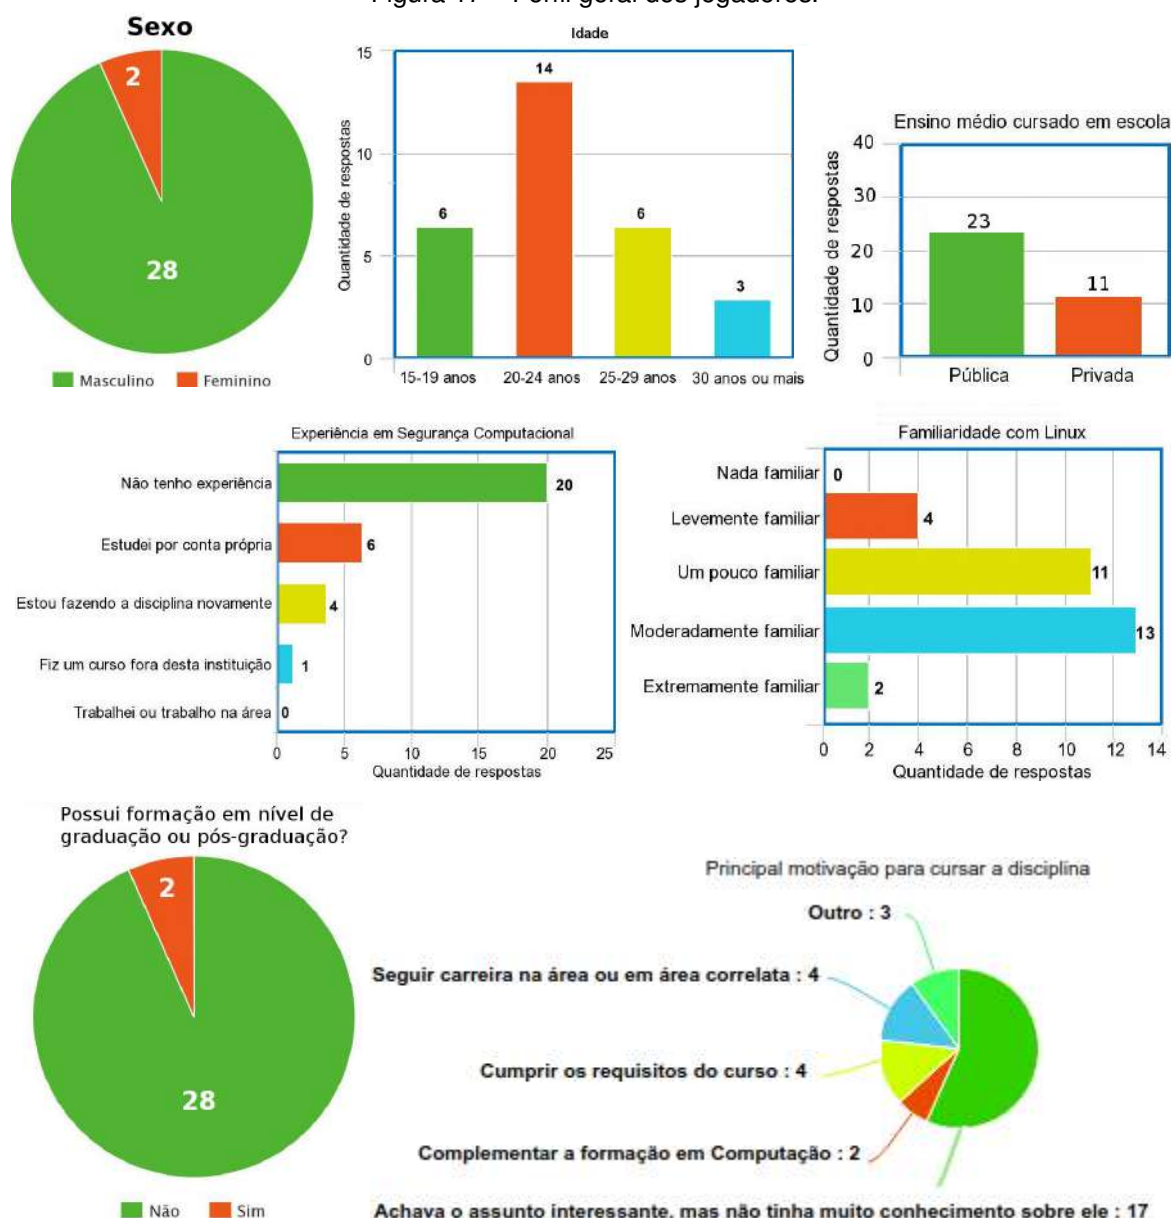 Figura 17 – Perfil geral dos jogadores.
Sexo
2
28
Masculino Feminino
Idade
Quantidade de respostas
15
10
5
0
6
14
6
3
15-19 anos 20-24 anos 25-29 anos 30 anos ou mais
Ensino médio cursado em escola
Quantidade de respostas
40
30
20
10
0
23
11
Pública Privada
Experiência em Segurança Computacional
Não tenho experiência 20
Estudei por conta própria 6
Estou fazendo a disciplina novamente 4
Fiz um curso fora desta instituição 1
Trabalhei ou trabalho na área 0
0 5 10 15 20 25
Quantidade de respostas
Familiaridade com Linux
Nada familiar 0
Levemente familiar 4
Um pouco familiar 11
Moderadamente familiar 13
Extremamente familiar 2
0 2 4 6 8 10 12 14
Quantidade de respostas
Possui formação em nível de
graduação ou pós-graduação?
2
28
Não Sim
Principal motivação para cursar a disciplina
Outro : 3
Seguir carreira na área ou em área correlata : 4
Cumprir os requisitos do curso : 4
Complementar a formação em Computação : 2
Achava o assunto interessante, mas não tinha muito conhecimento sobre ele : 17